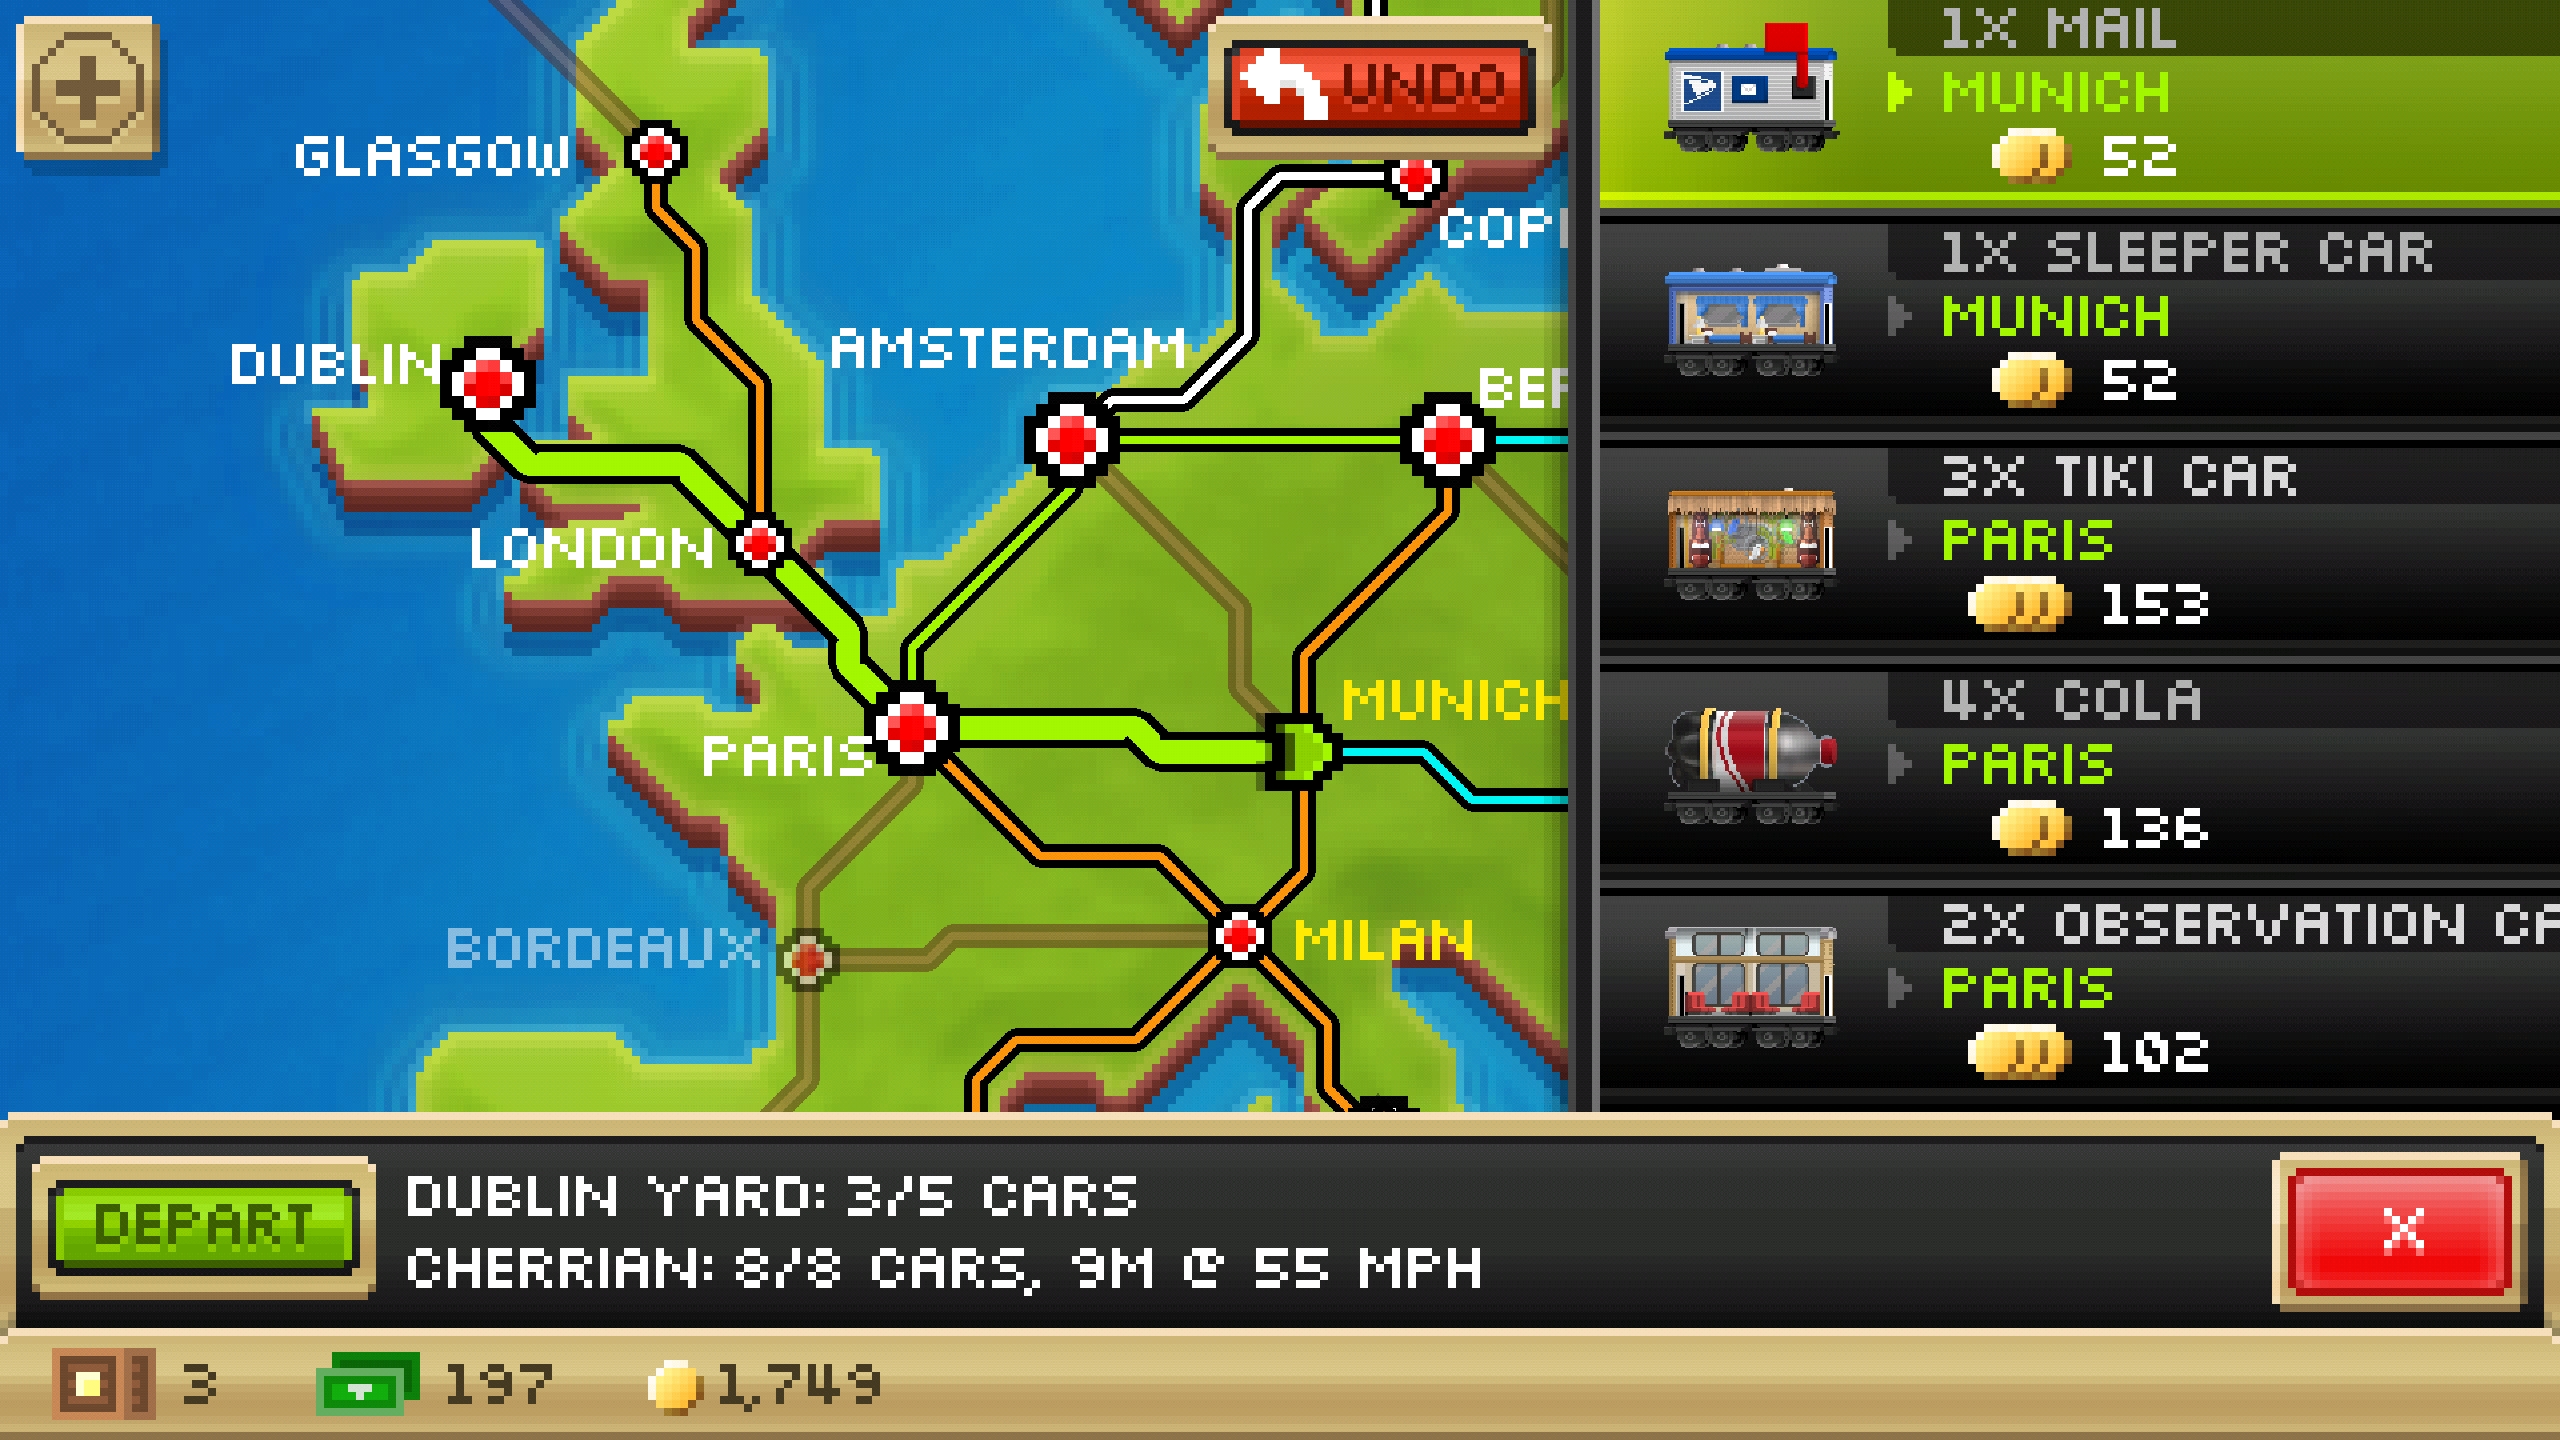 UNDO
GLASGOW
COP
DUBLIN
AMSTERDAM
BER
LONDON
MUNICH
PARIS
BORDEAUX
MILAN
1X MAIL
MUNICH
52
1X SLEEPER CAR
MUNICH
52
3X TIKI CAR
PARIS
153
4X COLA
PARIS
136
2X OBSERVATION CA
PARIS
102
DEPART
DUBLIN YARD: 3/5 CARS
CHERRIAN: 8/8 CARS, 9M @ 55 MPH
X
3
197
1,749